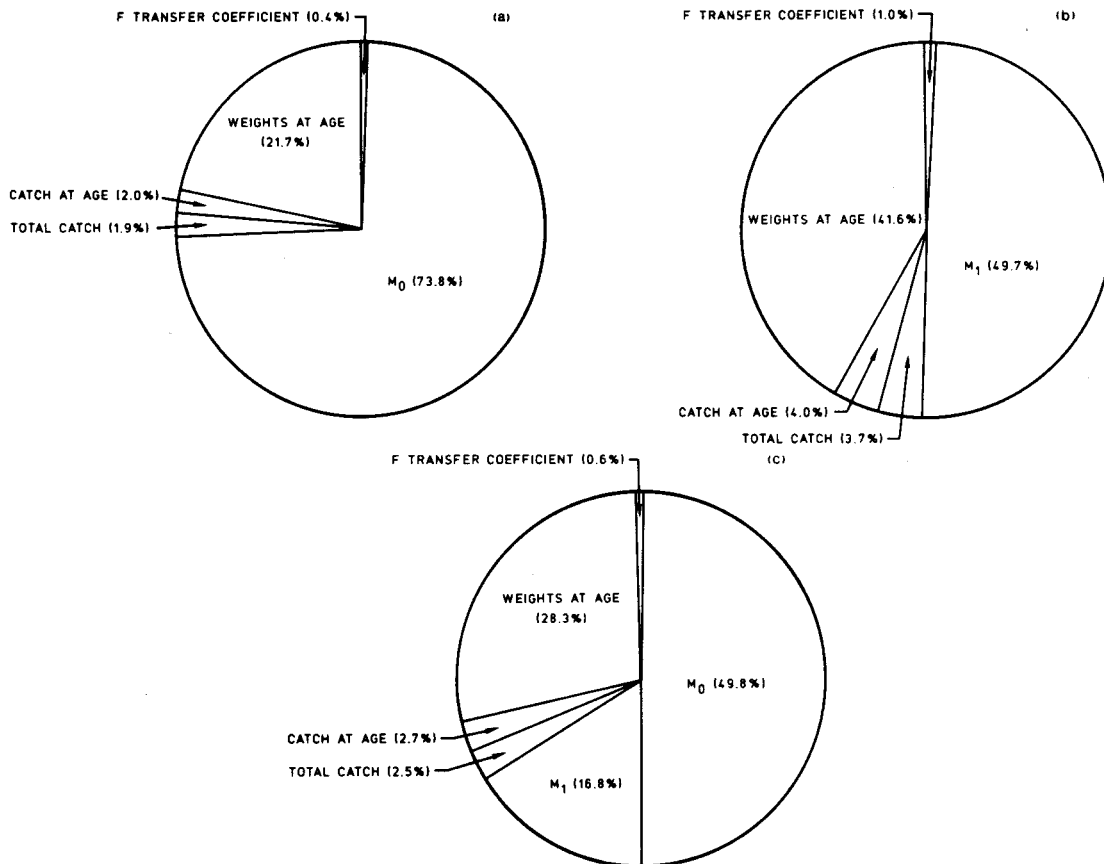 F TRANSFER COEFFICIENT (0.4%)
(a)
WEIGHTS AT AGE
(21.7%)
CATCH AT AGE (2.0%)
TOTAL CATCH (1.9%)
M₀ (73.8%)
F TRANSFER COEFFICIENT (1.0%)
(b)
WEIGHTS AT AGE (41.6%)
M₁ (49.7%)
CATCH AT AGE (4.0%)
TOTAL CATCH (3.7%)
F TRANSFER COEFFICIENT (0.6%)
(c)
WEIGHTS AT AGE
(28.3%)
M₀ (49.8%)
CATCH AT AGE (2.7%)
TOTAL CATCH (2.5%)
M₁ (16.8%)